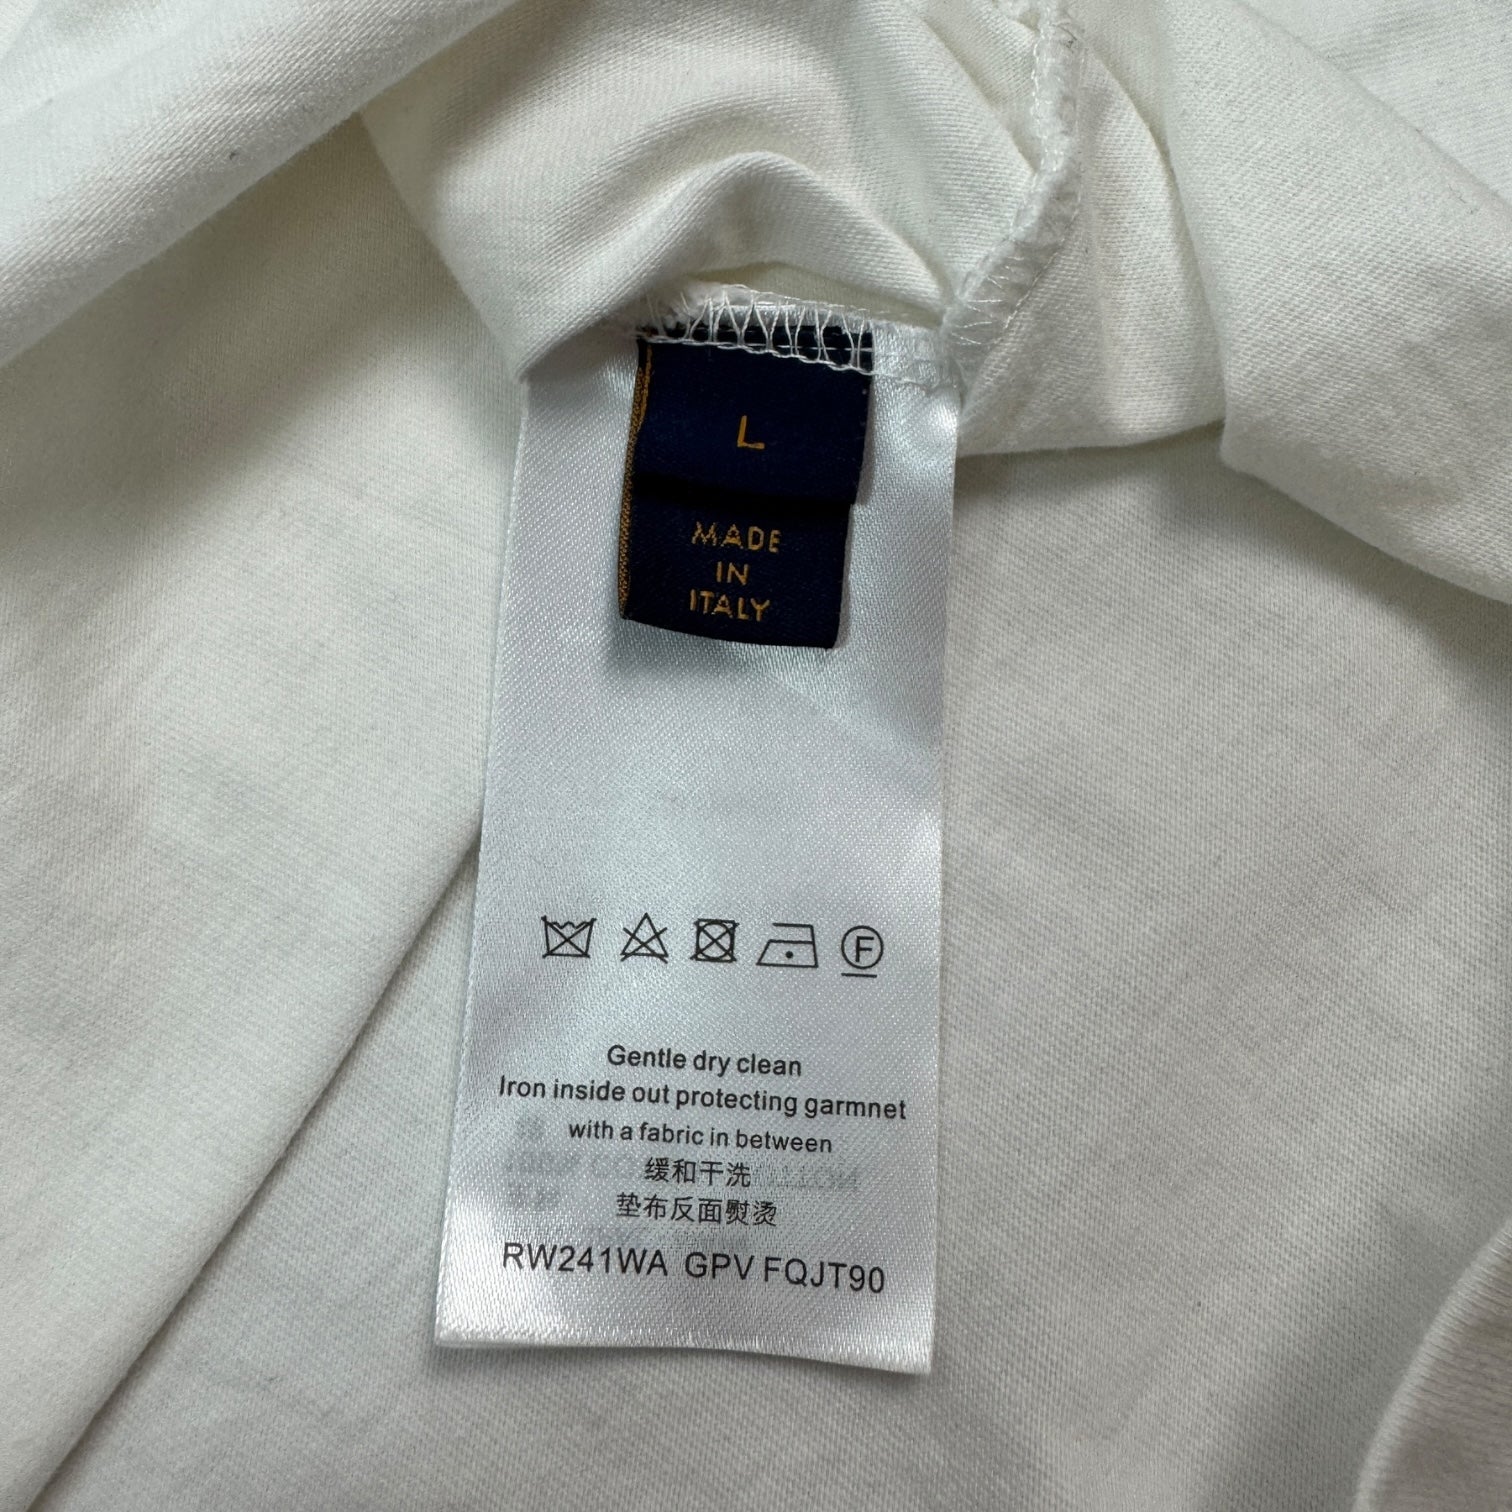 L
MADE
IN
ITALY
F
Gentle dry clean
Iron inside out protecting garmnet
with a fabric in between
缓和干洗
垫布反面熨烫
RW241WA GPV FQJT90